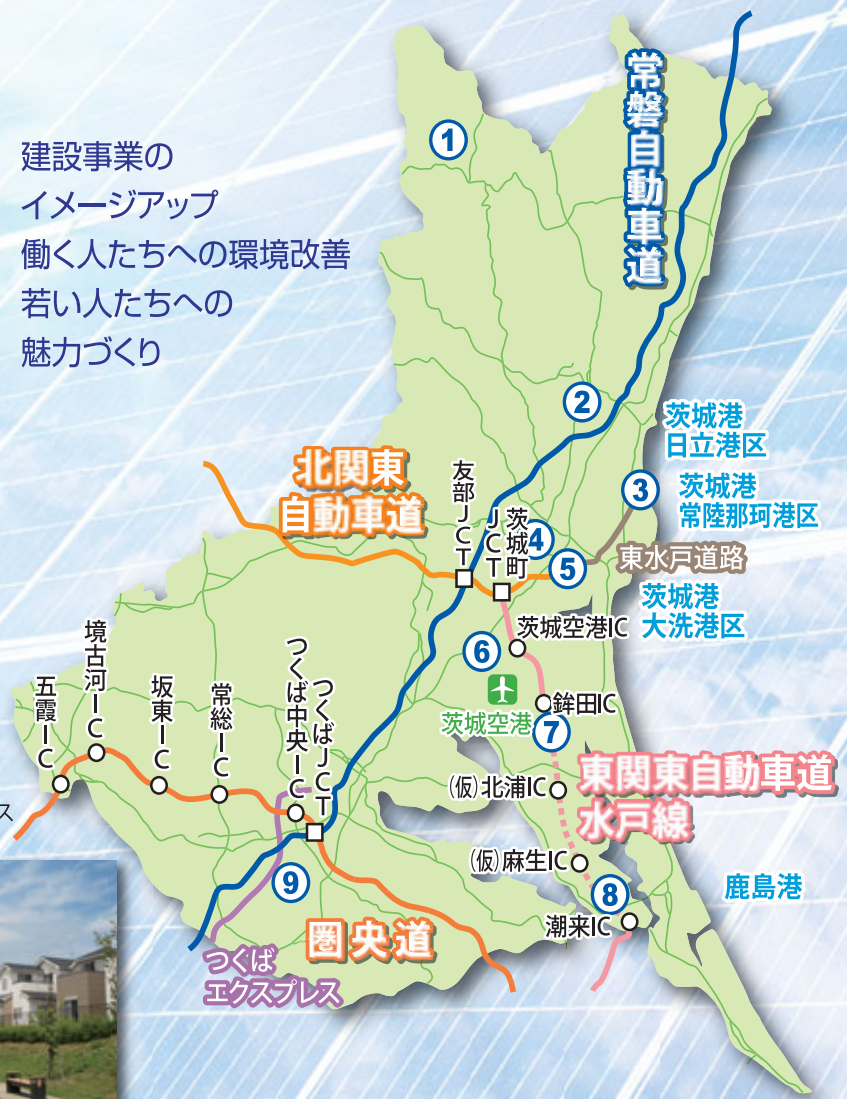 建設事業の
イメージアップ
働く人たちへの環境改善
若い人たちへの
魅力づくり
常磐自動車道
①
②
茨城港
日立港区
③
茨城港
常陸那珂港区
北関東
自動車道
友部JCT
茨城町
JCT
④
⑤
東水戸道路
茨城港
大洗港区
茨城空港IC
⑥
茨城空港
鉾田IC
⑦
東関東自動車道
水戸線
(仮)北浦IC
(仮)麻生IC
⑧
潮来IC
鹿島港
五霞IC
境古河IC
坂東IC
常総IC
つくば中央IC
つくばJCT
ス
⑨
圏央道
つくば
エクスプレス